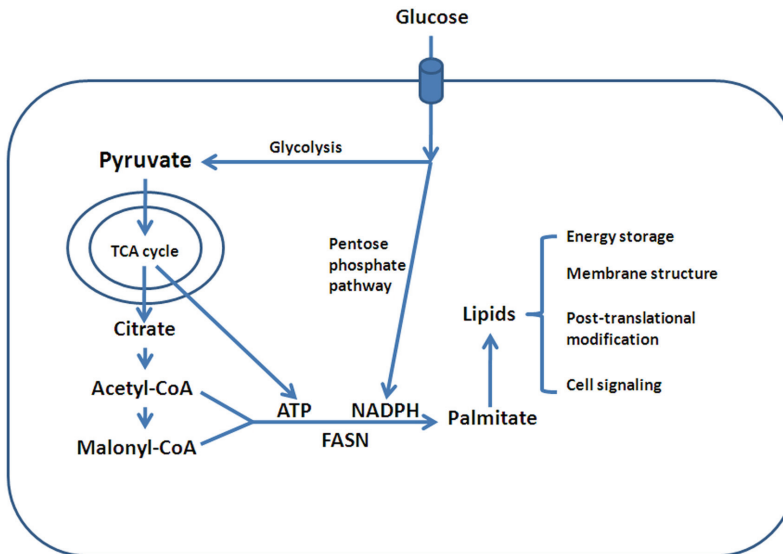 Glucose
Glycolysis
Pyruvate
TCA cycle
Pentose
phosphate
pathway
Energy storage
Membrane structure
Lipids
Post-translational
modification
Cell signaling
Citrate
Acetyl-CoA
Malonyl-CoA
ATP
NADPH
FASN
Palmitate